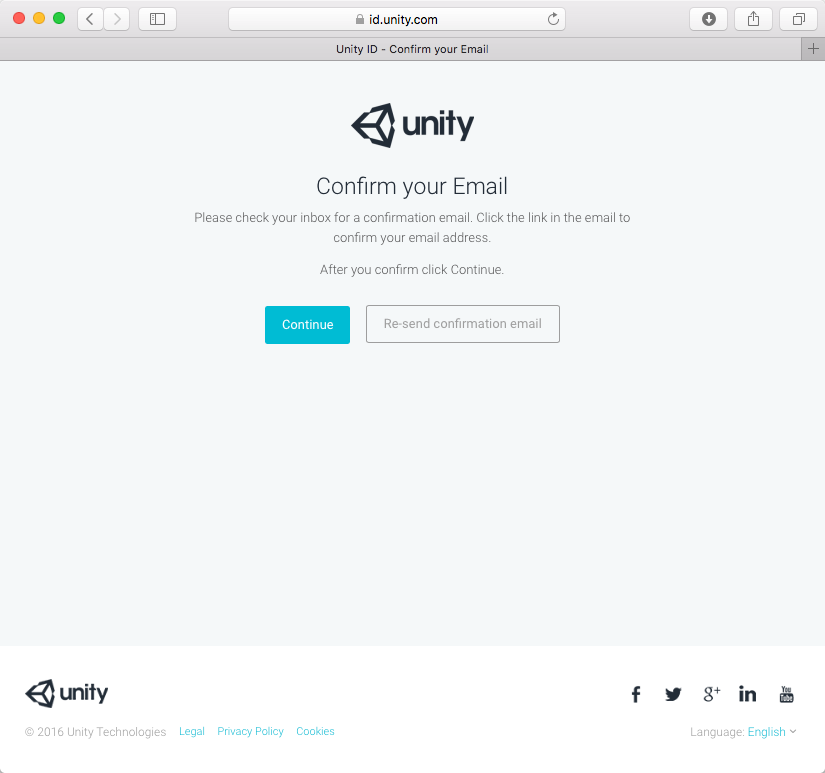 id.unity.com
Unity ID - Confirm your Email
unity
Confirm your Email
Please check your inbox for a confirmation email. Click the link in the email to
confirm your email address.
After you confirm click Continue.
Continue
Re-send confirmation email
unity
f g+ in You Tube
© 2016 Unity Technologies Legal Privacy Policy Cookies
Language: English